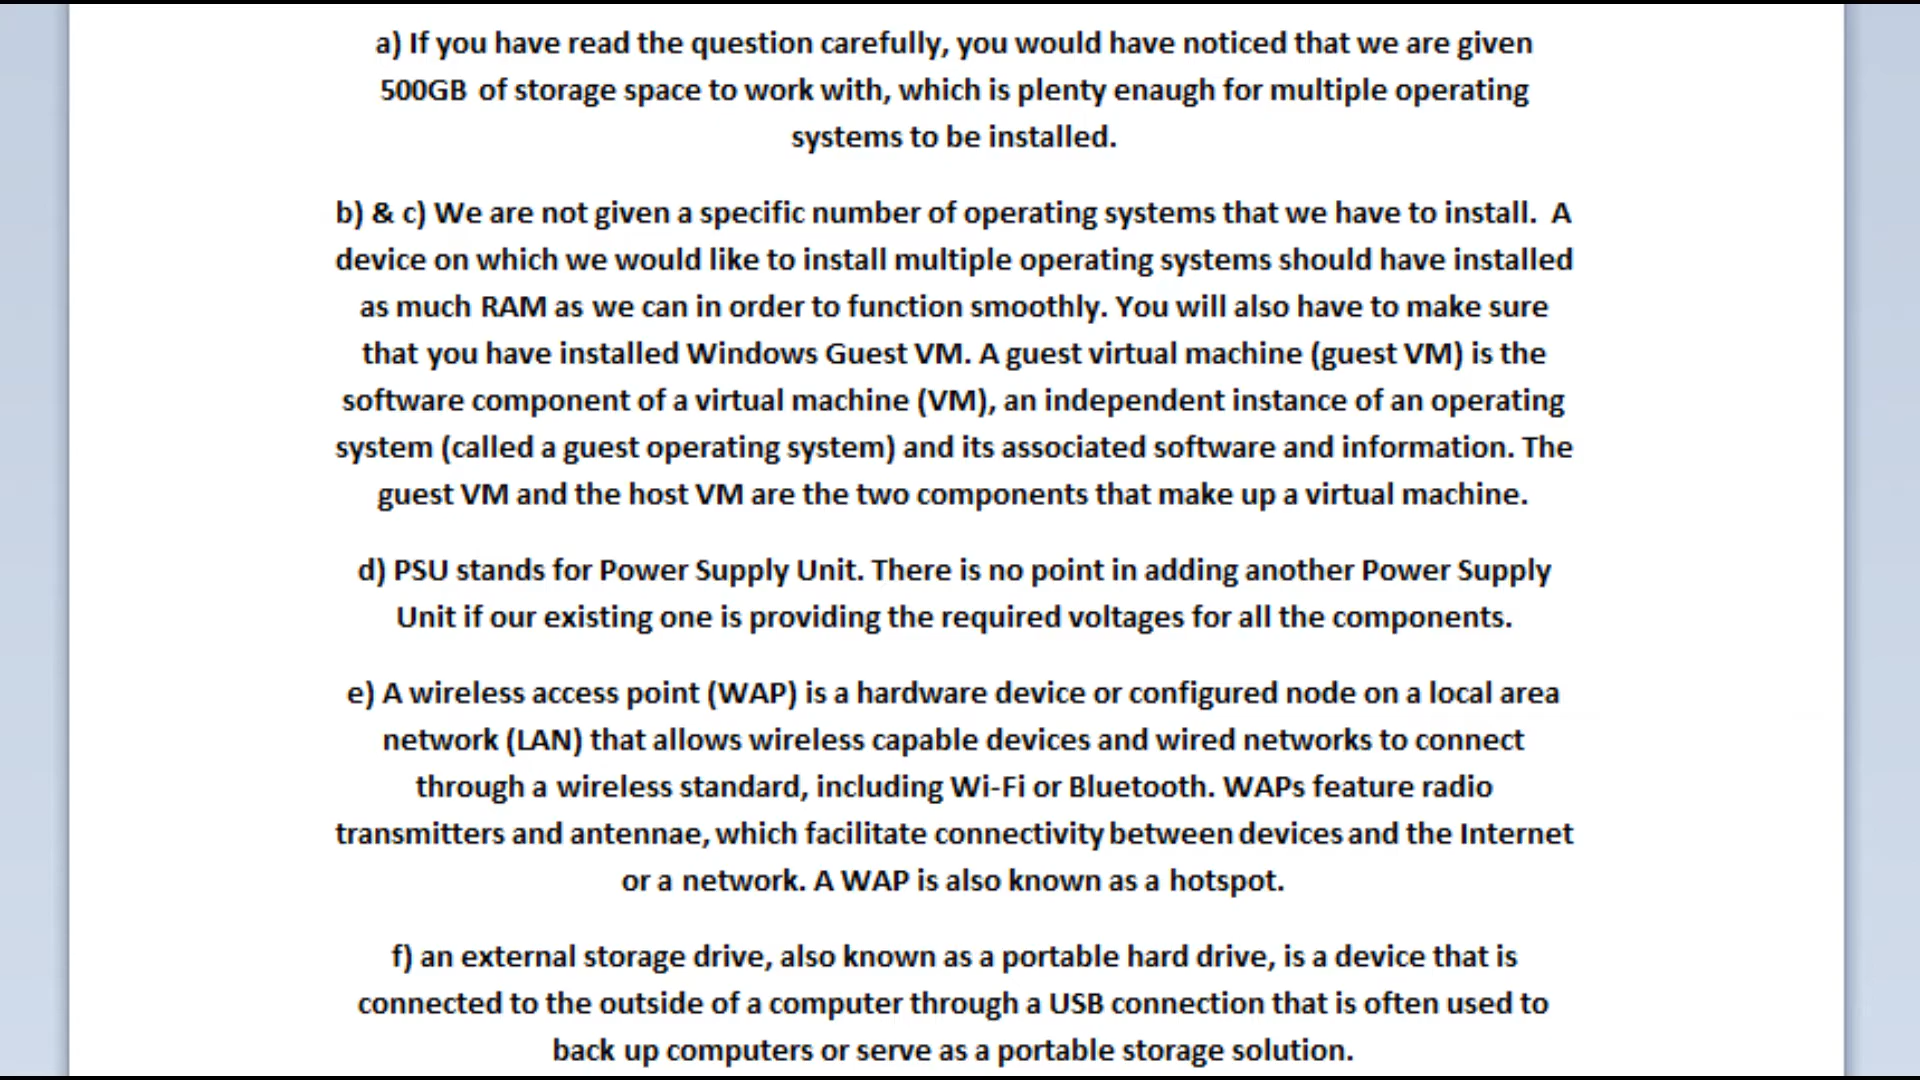 a) If you have read the question carefully, you would have noticed that we are given
500GB of storage space to work with, which is plenty enaugh for multiple operating
systems to be installed.
b) & c) We are not given a specific number of operating systems that we have to install. A
device on which we would like to install multiple operating systems should have installed
as much RAM as we can in order to function smoothly. You will also have to make sure
that you have installed Windows Guest VM. A guest virtual machine (guest VM) is the
software component of a virtual machine (VM), an independent instance of an operating
system (called a guest operating system) and its associated software and information. The
guest VM and the host VM are the two components that make up a virtual machine.
d) PSU stands for Power Supply Unit. There is no point in adding another Power Supply
Unit if our existing one is providing the required voltages for all the components.
e) A wireless access point (WAP) is a hardware device or configured node on a local area
network (LAN) that allows wireless capable devices and wired networks to connect
through a wireless standard, including Wi-Fi or Bluetooth. WAPs feature radio
transmitters and antennae, which facilitate connectivity between devices and the Internet
or a network. A WAP is also known as a hotspot.
f) an external storage drive, also known as a portable hard drive, is a device that is
connected to the outside of a computer through a USB connection that is often used to
back up computers or serve as a portable storage solution.